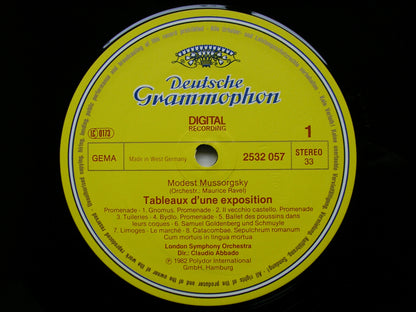 Deutsche
Grammophon
DIGITAL
RECORDING
LC 0173
1
GEMA
Made in West Germany
2532 057
STEREO
33
Modest Mussorgsky
(Orchestr.: Maurice Ravel)
Tableaux d'une exposition
Promenade · 1. Gnomus. Promenade · 2. Il vecchio castello. Promenade
3. Tuileries · 4. Bydlo. Promenade · 5. Ballet des poussins dans
leurs coques · 6. Samuel Goldenberg und Schmuyle
7. Limoges · Le marché · 8. Catacombae. Sepulchrum romanum
Cum mortuis in lingua mortua
London Symphony Orchestra
Dir.: Claudio Abbado
℗ 1982 Polydor International
GmbH, Hamburg